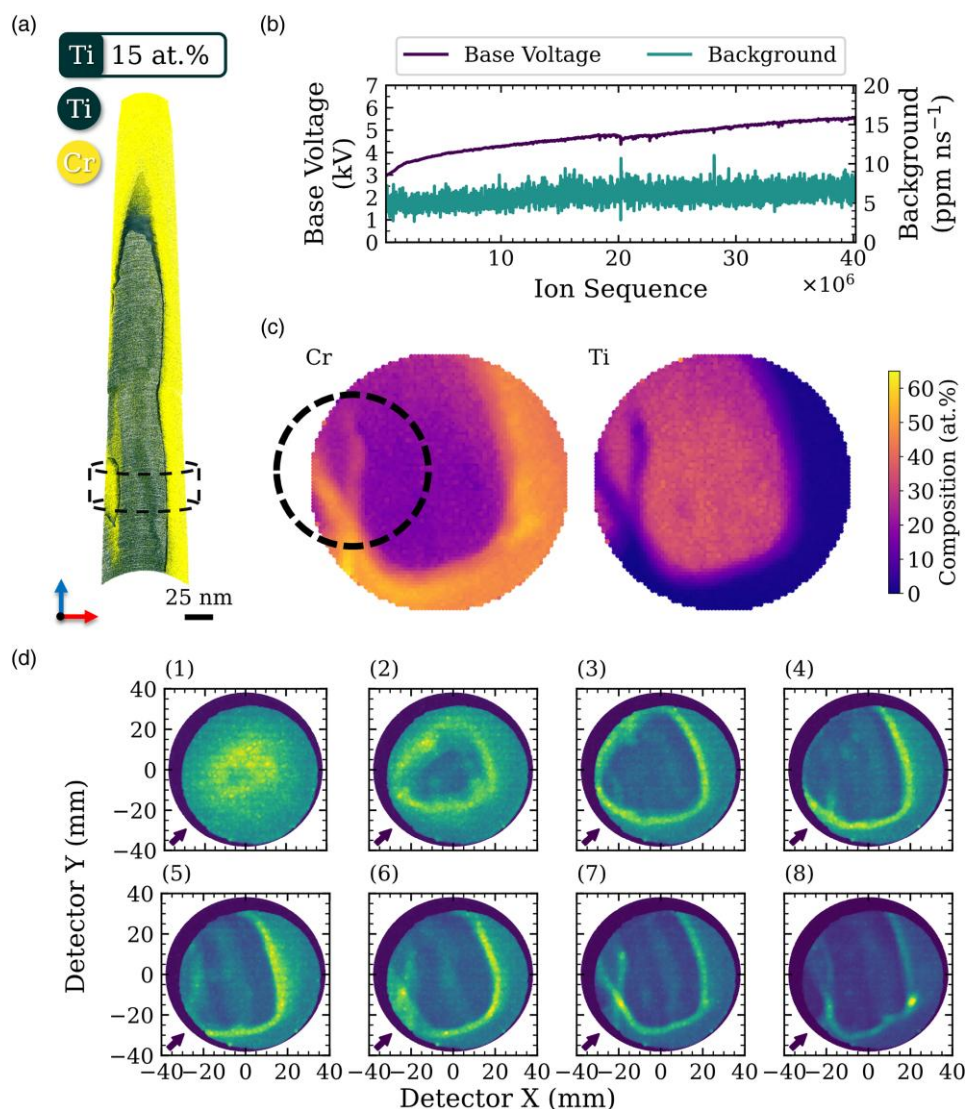 (a)
Ti 15 at.%
Ti
Cr
25 nm
(b)
Base Voltage Background
Base Voltage
(kV)
7
6
5
4
3
2
1
0
20
15
10
5
0
Background
(ppm ns⁻¹)
10 20 30 40
×10⁶
Ion Sequence
(c)
Cr Ti
60
50
40
30
20
10
0
Composition (at.%)
(d)
(1) (2) (3) (4)
40
20
0
−20
−40
(5) (6) (7) (8)
40
20
0
−20
−40
−40 −20 0 20 40 −20 0 20 40 −20 0 20 40 −20 0 20 40
Detector Y (mm)
Detector X (mm)